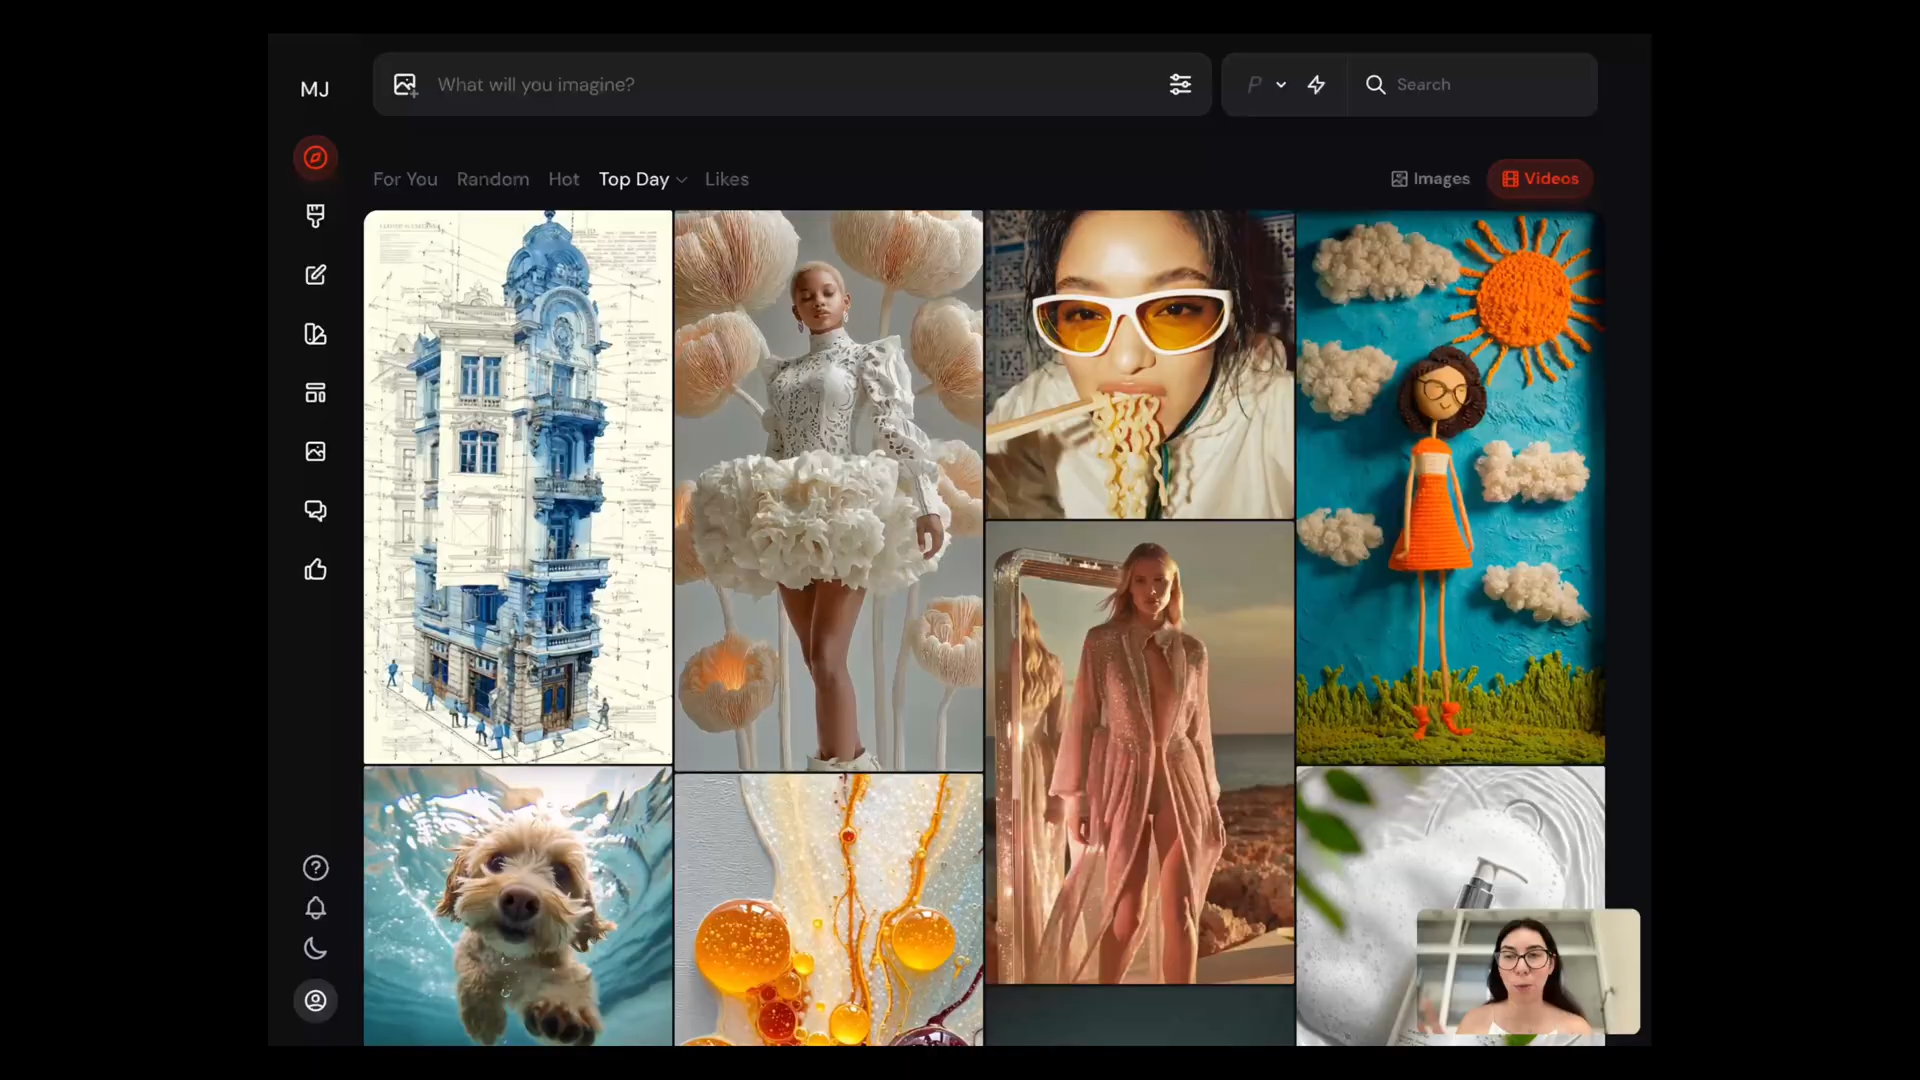 MJ
What will you imagine?
P
Search
For You
Random
Hot
Top Day
Likes
Images
Videos